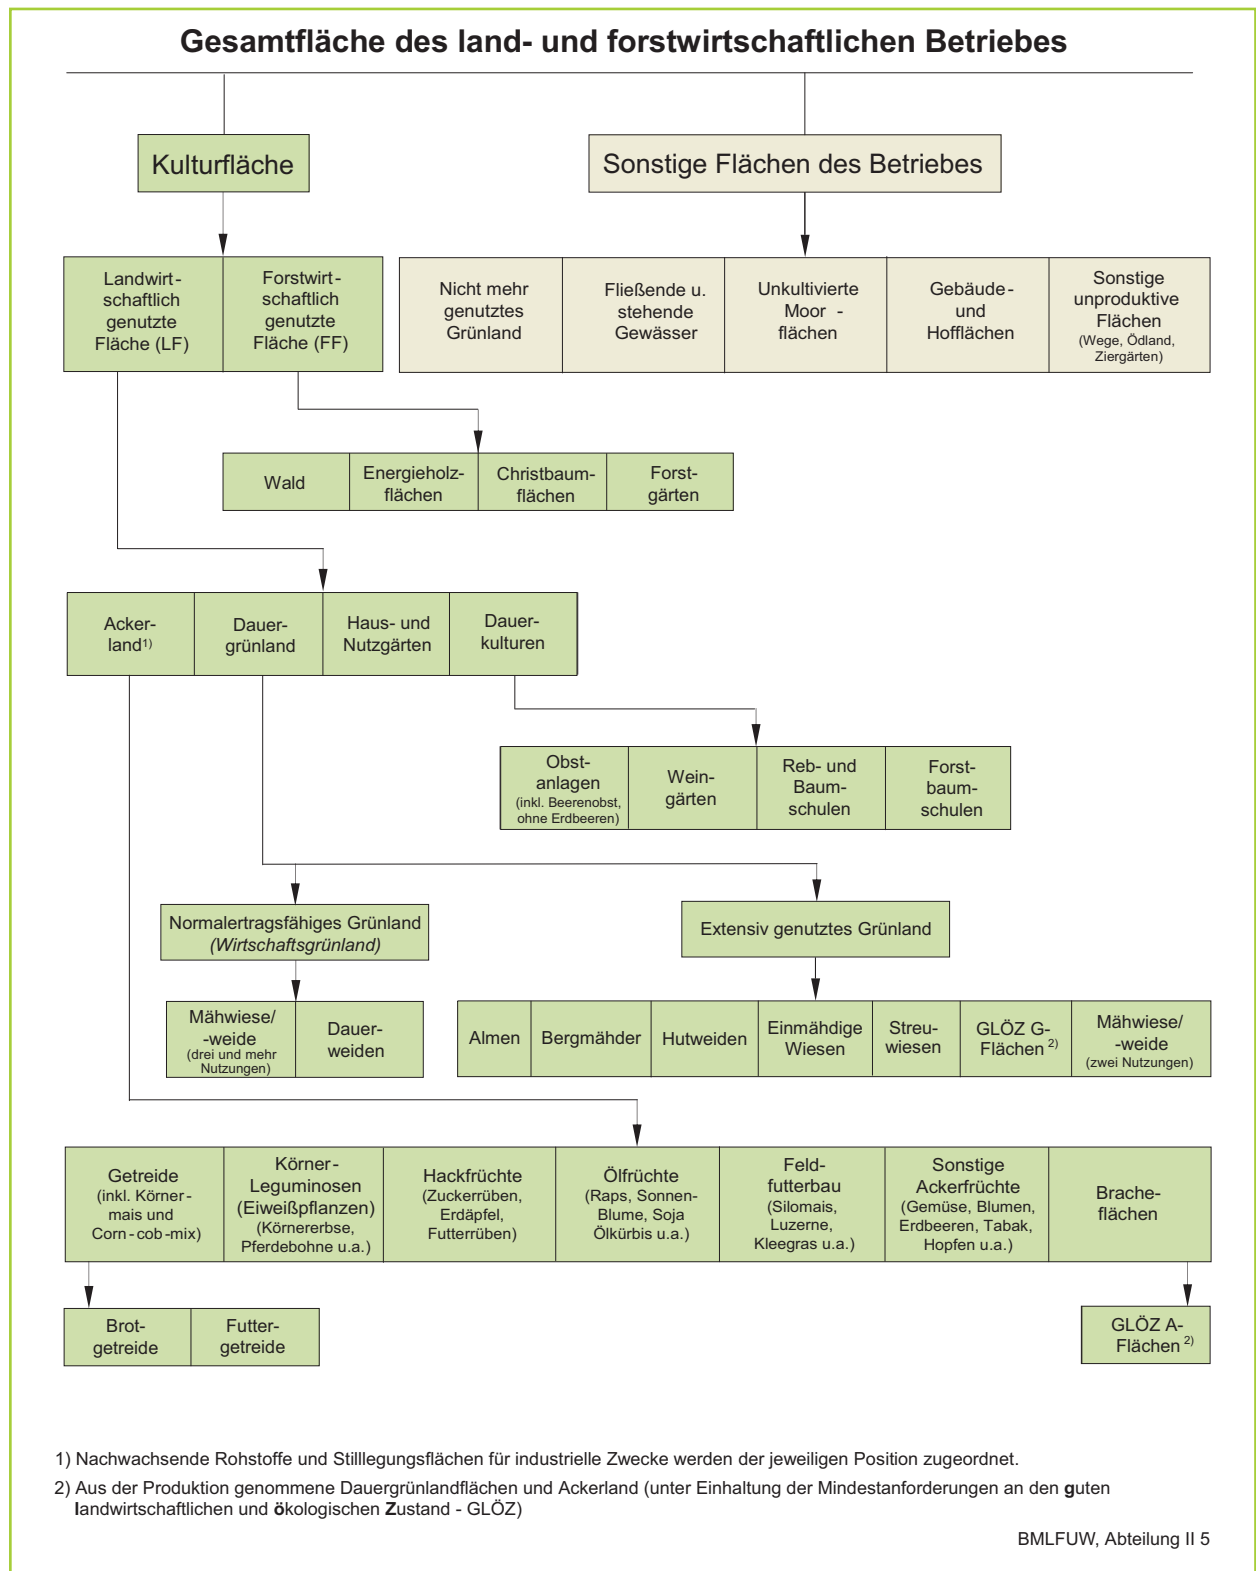 Gesamtfläche des land- und forstwirtschaftlichen Betriebes
Kulturfläche
Sonstige Flächen des Betriebes
Landwirt-
schaftlich
genutzte
Fläche (LF)
Forstwirt-
schaftlich
genutzte
Fläche (FF)
Nicht mehr
genutztes
Grünland
Fließende u.
stehende
Gewässer
Unkultivierte
Moor -
flächen
Gebäude-
und
Hofflächen
Sonstige
unproduktive
Flächen
(Wege, Ödland,
Ziergärten)
Wald
Energieholz-
flächen
Christbaum-
flächen
Forst-
gärten
Acker-
land1)
Dauer-
grünland
Haus- und
Nutzgärten
Dauer-
kulturen
Obst-
anlagen
(inkl. Beerenobst,
ohne Erdbeeren)
Wein-
gärten
Reb- und
Baum-
schulen
Forst-
baum-
schulen
Normalertragsfähiges Grünland
(Wirtschaftsgrünland)
Extensiv genutztes Grünland
Mähwiese/
-weide
(drei und mehr
Nutzungen)
Dauer-
weiden
Almen
Bergmähder
Hutweiden
Einmähdige
Wiesen
Streu-
wiesen
GLÖZ G-
Flächen 2)
Mähwiese/
-weide
(zwei Nutzungen)
Getreide
(inkl. Körner-
mais und
Corn-cob-mix)
Körner-
Leguminosen
(Eiweißpflanzen)
(Körnererbse,
Pferdebohne u.a.)
Hackfrüchte
(Zuckerrüben,
Erdäpfel,
Futterrüben)
Ölfrüchte
(Raps, Sonnen-
Blume, Soja
Ölkürbis u.a.)
Feld-
futterbau
(Silomais,
Luzerne,
Kleegras u.a.)
Sonstige
Ackerfrüchte
(Gemüse, Blumen,
Erdbeeren, Tabak,
Hopfen u.a.)
Brache-
flächen
Brot-
getreide
Futter-
getreide
GLÖZ A-
Flächen 2)
1) Nachwachsende Rohstoffe und Stilllegungsflächen für industrielle Zwecke werden der jeweiligen Position zugeordnet.
2) Aus der Produktion genommene Dauergrünlandflächen und Ackerland (unter Einhaltung der Mindestanforderungen an den guten
landwirtschaftlichen und ökologischen Zustand - GLÖZ)
BMLFUW, Abteilung II 5